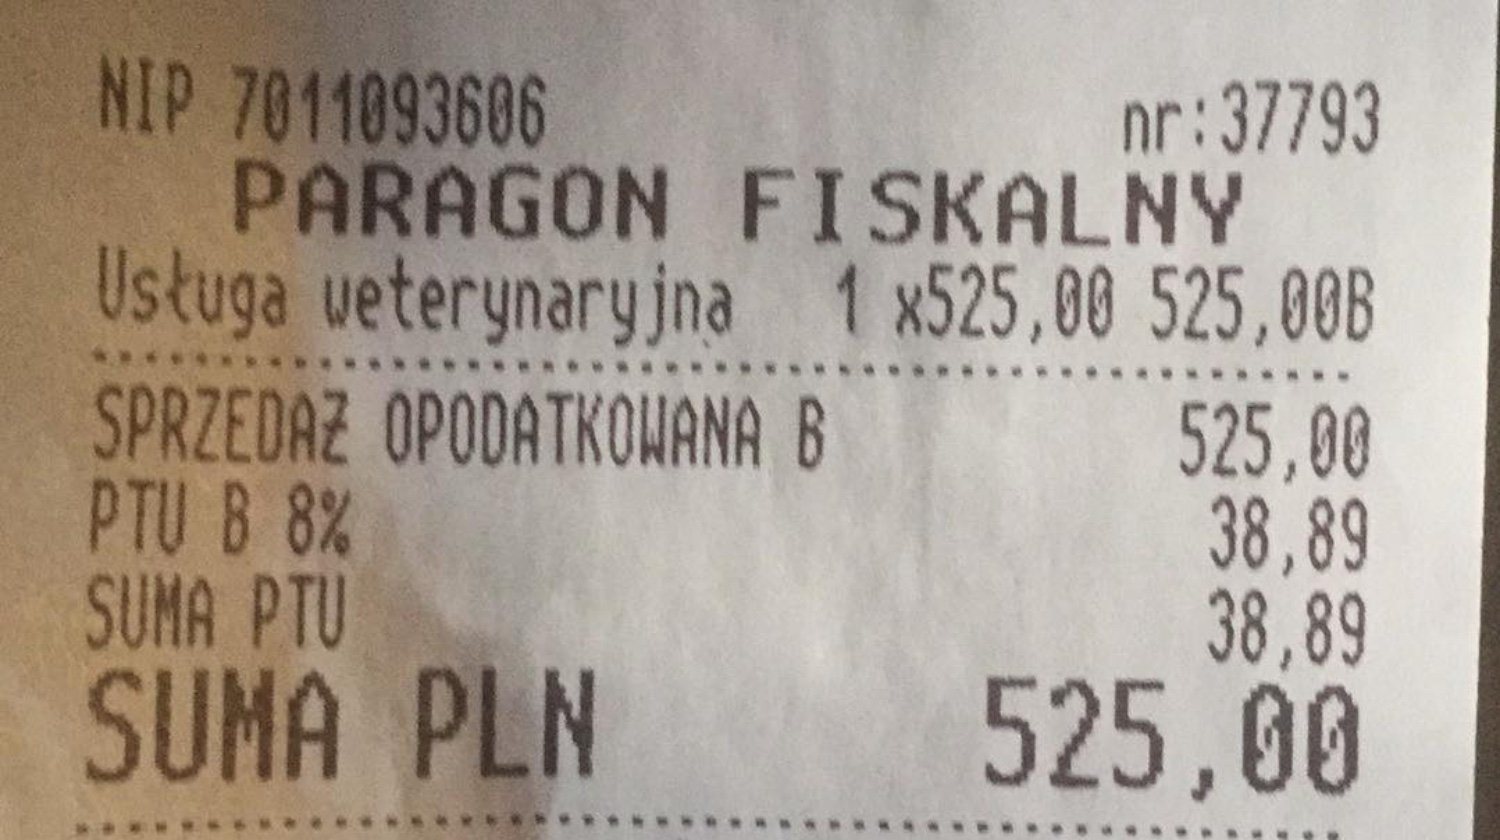 NIP 7011093606 nr:37793
PARAGON FISKALNY
Usługa weterynaryjna 1 x525,00 525,00B
SPRZEDAŻ OPODATKOWANA B 525,00
PTU B 8% 38,89
SUMA PTU 38,89
SUMA PLN 525,00